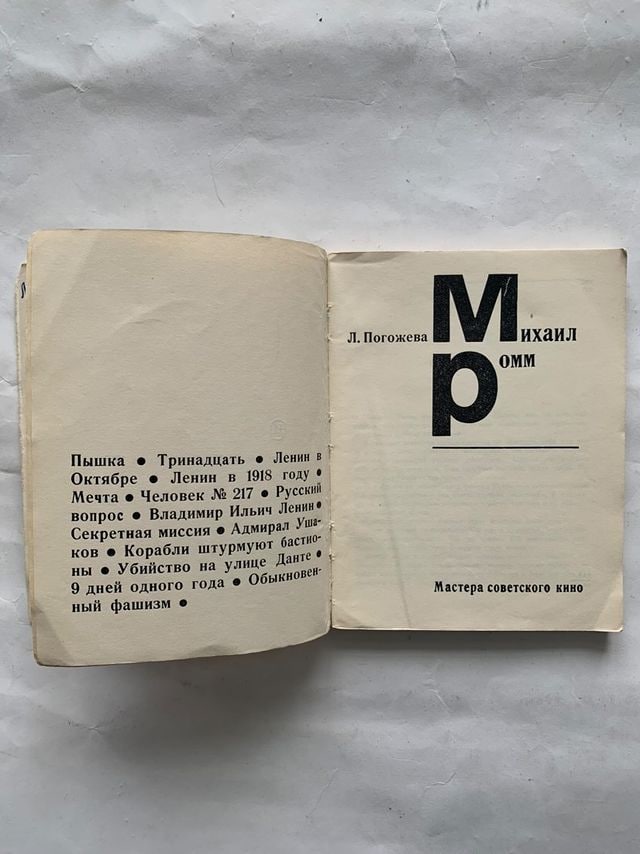 Пышка ● Тринадцать ● Ленин в
Октябре ● Ленин в 1918 году ●
Мечта ● Человек № 217 ● Русский
вопрос ● Владимир Ильич Ленин ●
Секретная миссия ● Адмирал Уша-
ков ● Корабли штурмуют бастио-
ны ● Убийство на улице Данте ●
9 дней одного года ● Обыкновен-
ный фашизм ●
Л. Погожева Михаил
Ромм
Мастера советского кино